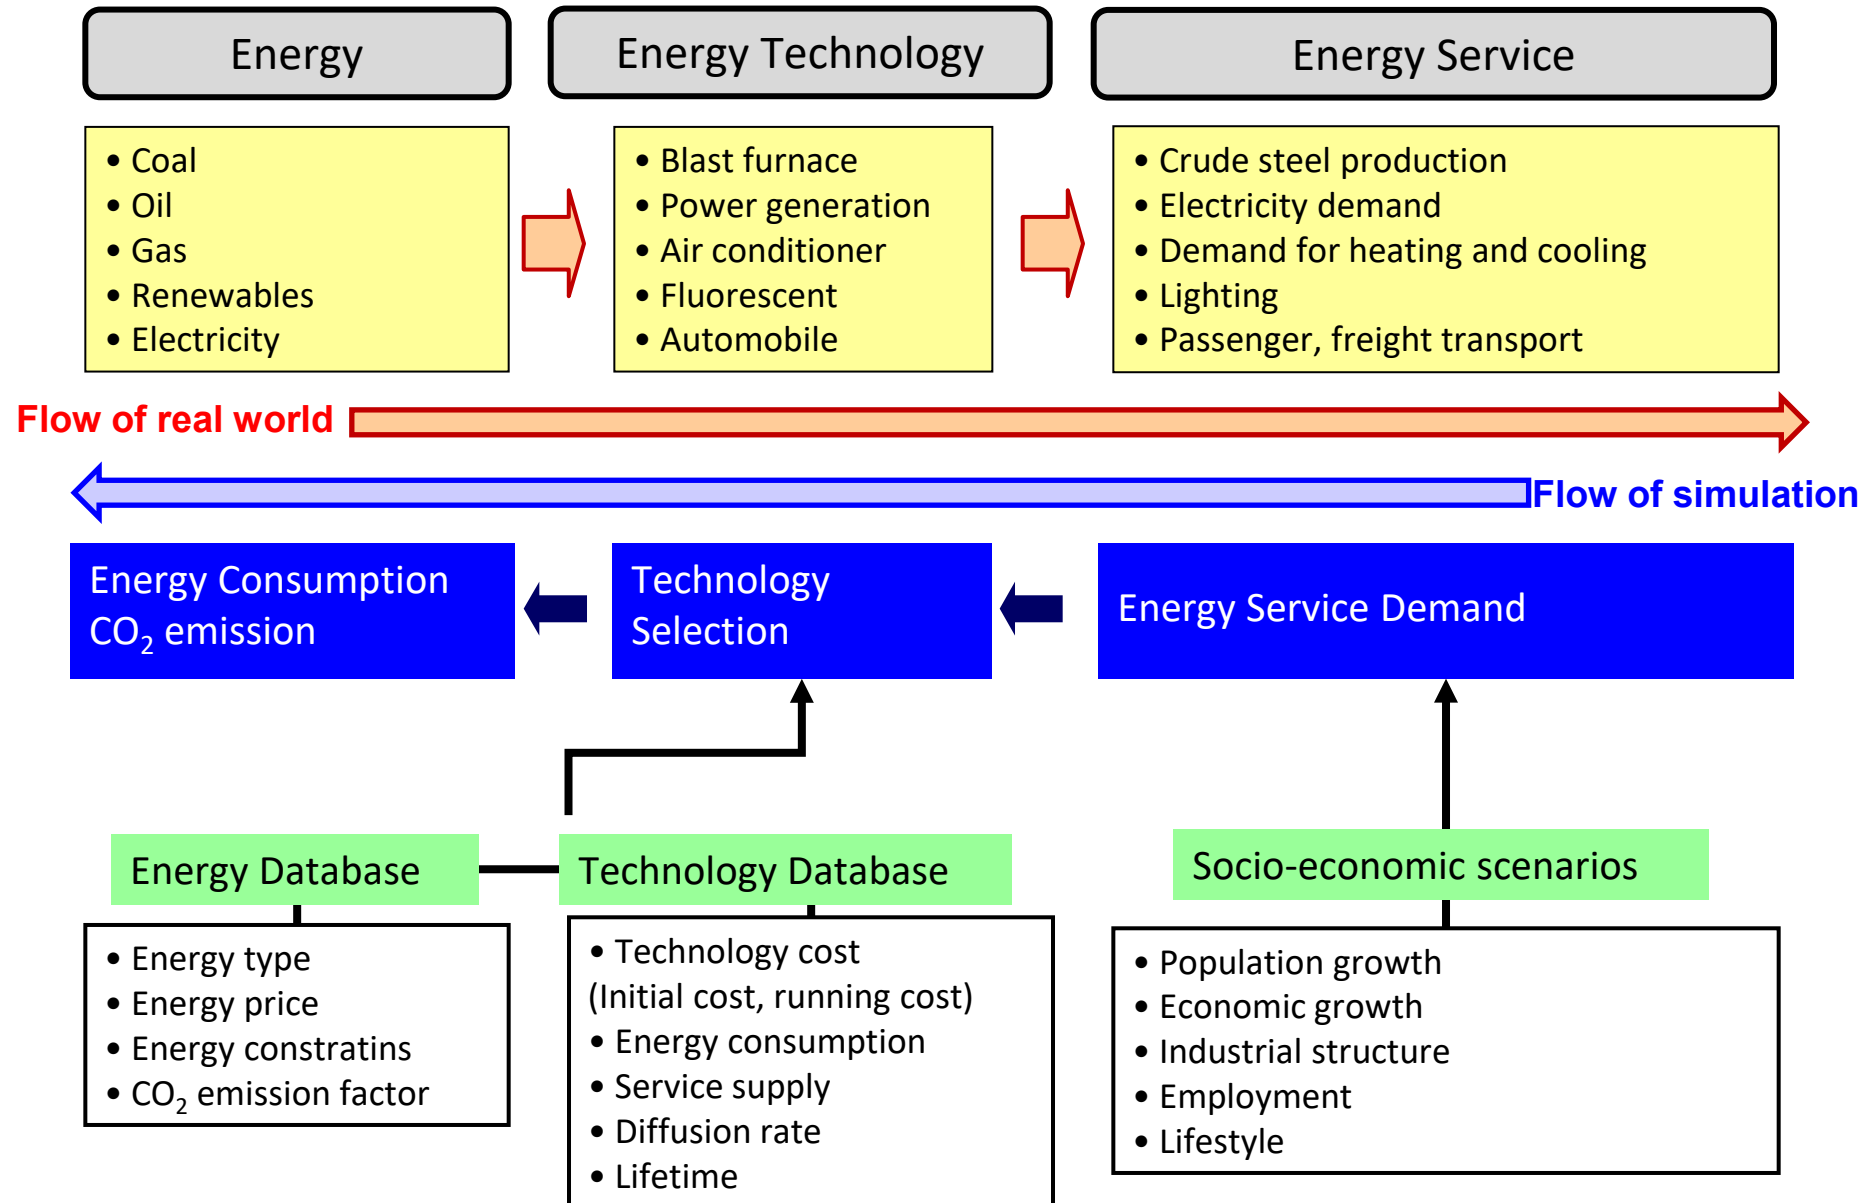 Energy
Energy Technology
Energy Service
• Coal
• Oil
• Gas
• Renewables
• Electricity
• Blast furnace
• Power generation
• Air conditioner
• Fluorescent
• Automobile
• Crude steel production
• Electricity demand
• Demand for heating and cooling
• Lighting
• Passenger, freight transport
Flow of real world
Flow of simulation
Energy Consumption
CO₂ emission
Technology
Selection
Energy Service Demand
Energy Database
Technology Database
Socio-economic scenarios
• Energy type
• Energy price
• Energy constratins
• CO₂ emission factor
• Technology cost
(Initial cost, running cost)
• Energy consumption
• Service supply
• Diffusion rate
• Lifetime
• Population growth
• Economic growth
• Industrial structure
• Employment
• Lifestyle